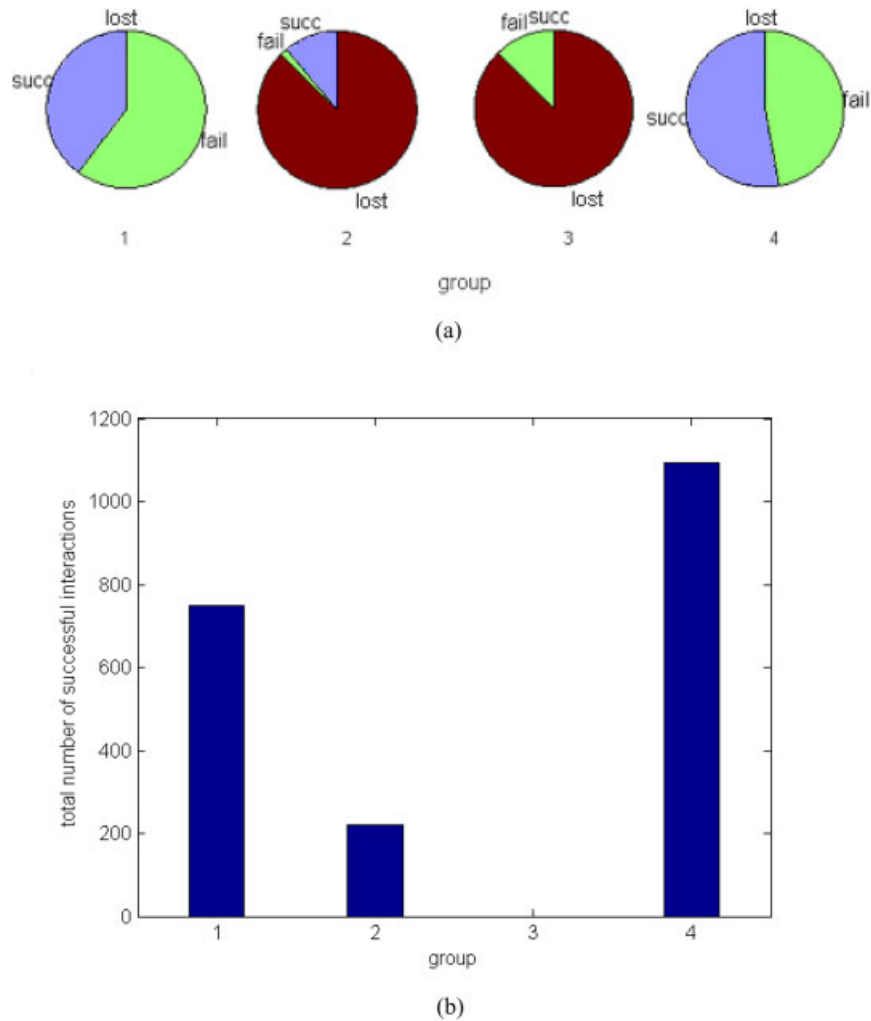 lost
succ
fail
succ
fail
lost
fail succ
lost
lost
succ
fail
1 2 3 4
group
(a)
1200
1000
800
600
400
200
0
total number of successful interactions
1 2 3 4
group
(b)